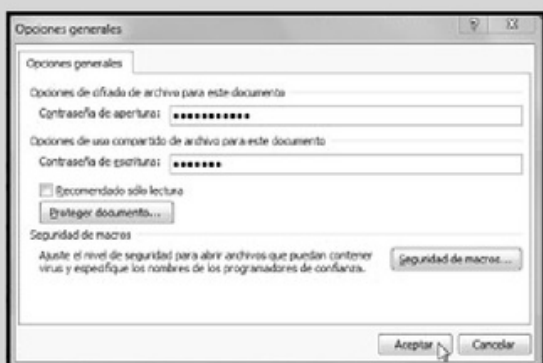 Opciones generales
Opciones generales
Opciones de cifrado de archivo para este documento
Contraseña de apertura: •••••••••••
Opciones de uso compartido de archivo para este documento
Contraseña de escritura: •••••••
Recomendado sólo lectura
Proteger documento...
Seguridad de macros
Ajuste el nivel de seguridad para abrir archivos que puedan contener
virus y especifique los nombres de los programadores de confianza.
Seguridad de macros...
Aceptar Cancelar